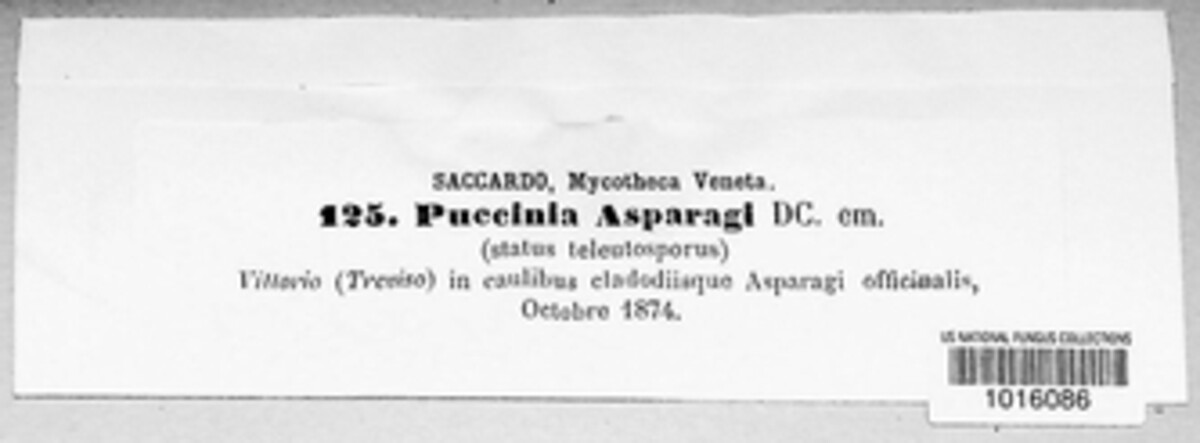 SACCARDO, Mycotheca Veneta.
125. Puccinia Asparagi DC. em.
(status teleutosporus)
Vittorio (Treviso) in caulibus cladodiisque Asparagi officinalis,
Octobre 1874.
US NATIONAL FUNGUS COLLECTIONS
1016086